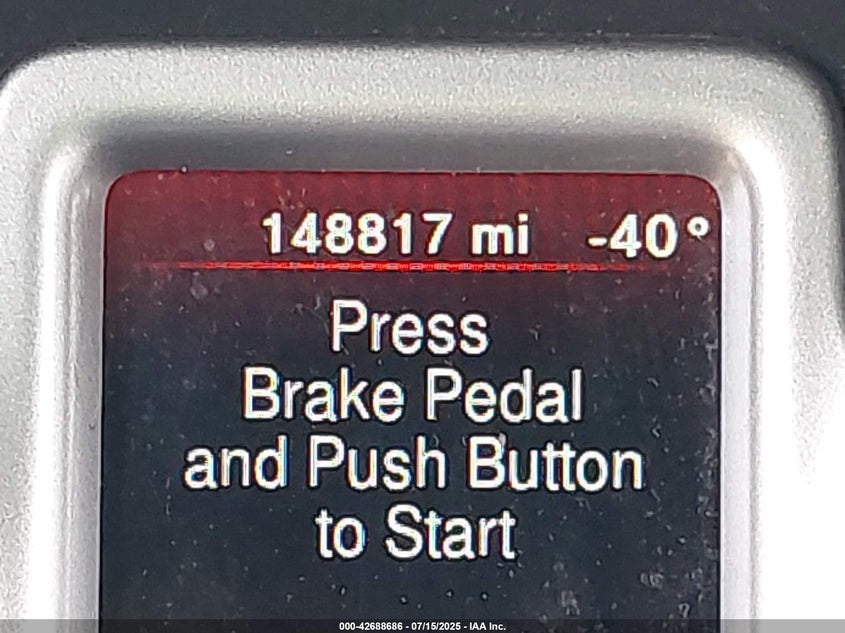 148817 mi -40°
Press
Brake Pedal
and Push Button
to Start
000-42688686 - 07/15/2025 - IAA Inc.